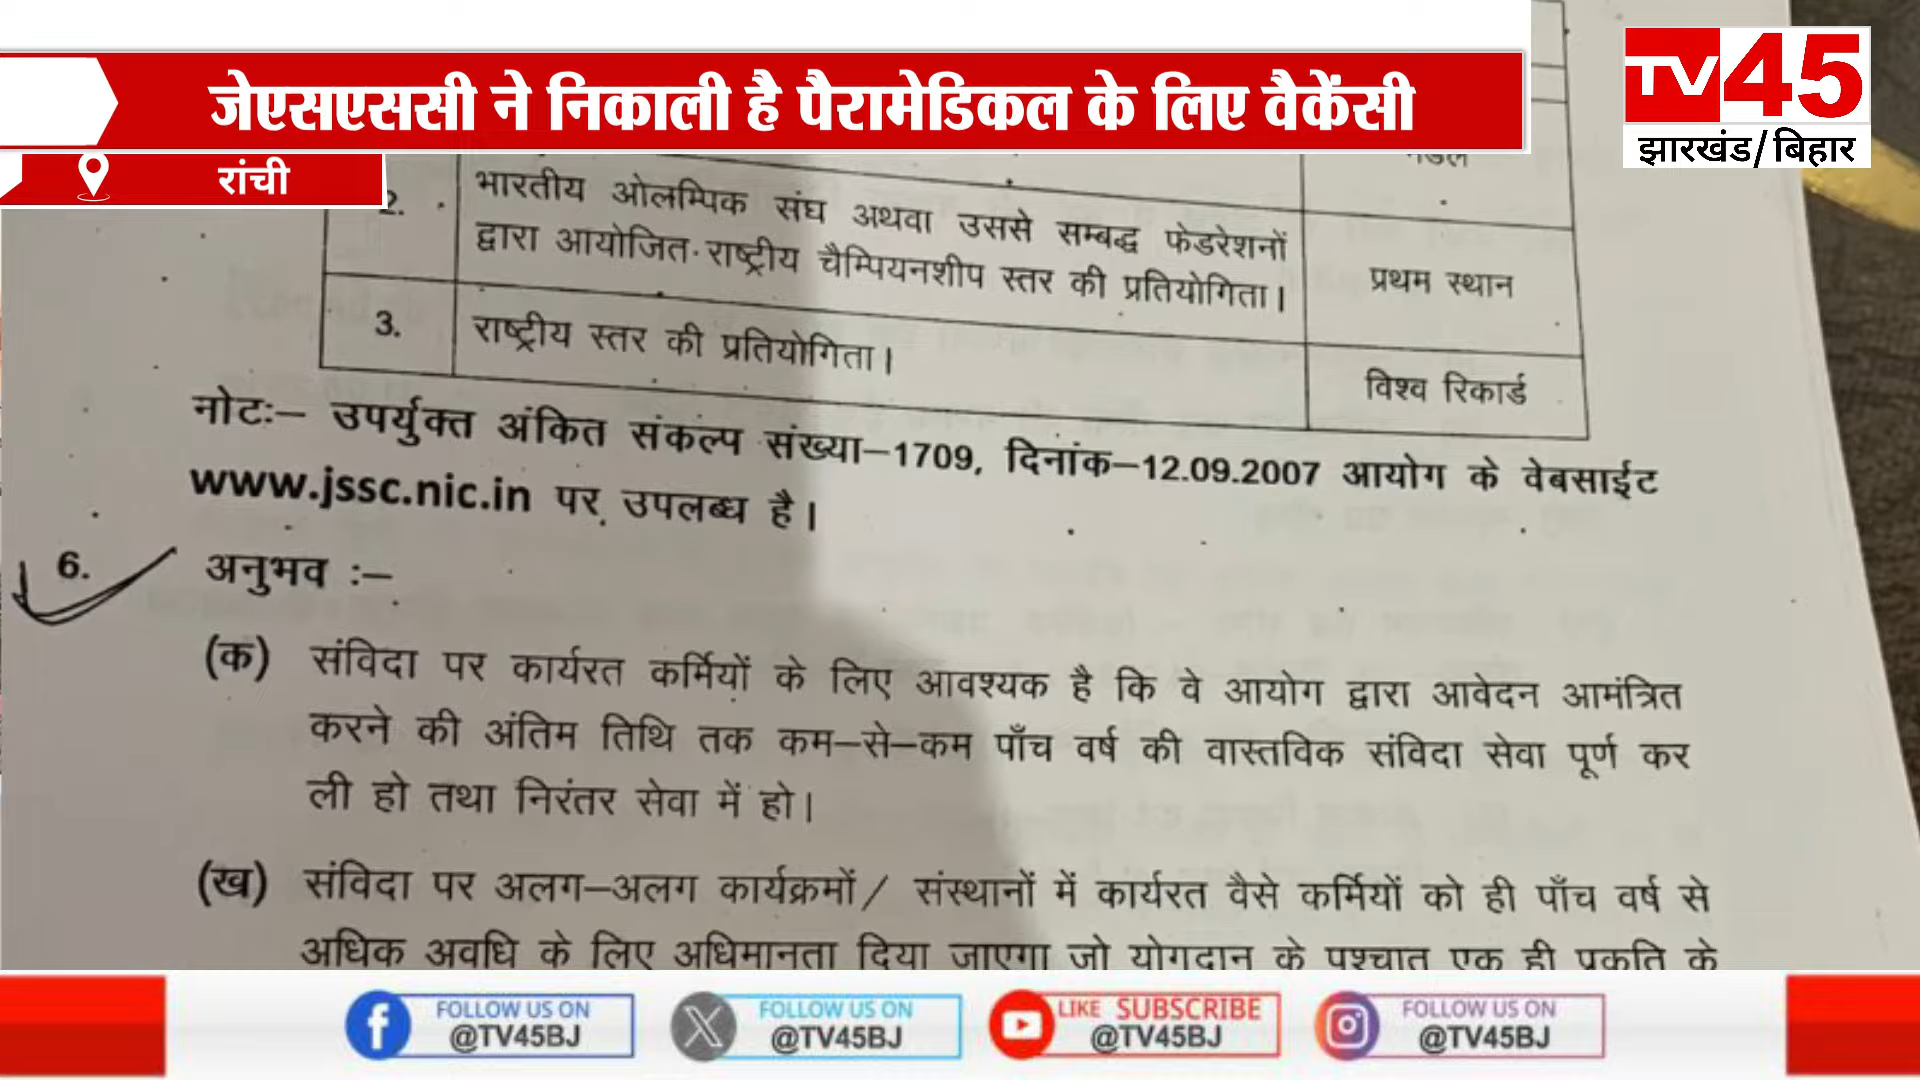 जेएसएससी ने निकाली है पैरामेडिकल के लिए वैकेंसी
TV45
झारखंड/बिहार
रांची
2.
भारतीय ओलम्पिक संघ अथवा उससे सम्बद्ध फेडरेशनों
द्वारा आयोजित राष्ट्रीय चैम्पियनशीप स्तर की प्रतियोगिता।
प्रथम स्थान
3.
राष्ट्रीय स्तर की प्रतियोगिता।
विश्व रिकार्ड
नोटः– उपर्युक्त अंकित संकल्प संख्या–1709, दिनांक–12.09.2007 आयोग के वेबसाईट
www.jssc.nic.in पर उपलब्ध है।
6. अनुभव :–
(क) संविदा पर कार्यरत कर्मियों के लिए आवश्यक है कि वे आयोग द्वारा आवेदन आमंत्रित
करने की अंतिम तिथि तक कम–से–कम पाँच वर्ष की वास्तविक संविदा सेवा पूर्ण कर
ली हो तथा निरंतर सेवा में हो।
(ख) संविदा पर अलग–अलग कार्यक्रमों/ संस्थानों में कार्यरत वैसे कर्मियों को ही पाँच वर्ष से
अधिक अवधि के लिए अधिमानता दिया जाएगा जो योगदान के पश्चात एक ही प्रकृति के
FOLLOW US ON
@TV45BJ
FOLLOW US ON
@TV45BJ
LIKE SUBSCRIBE
@TV45BJ
FOLLOW US ON
@TV45BJ